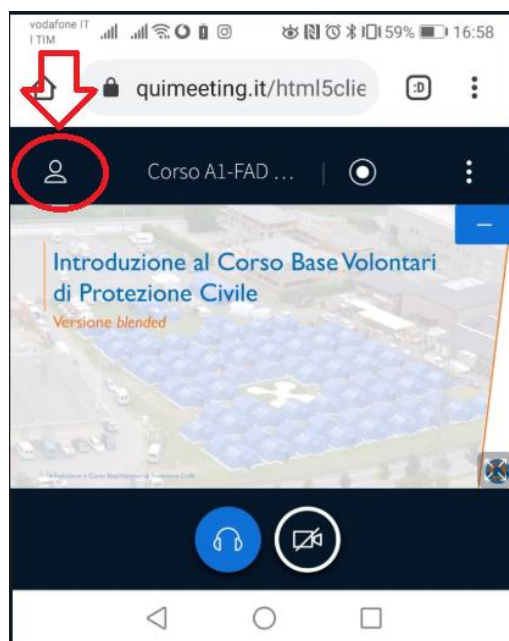 vodafone IT
I TIM
59%
16:58
quimeeting.it/html5clie
:D
Corso A1-FAD ...
Introduzione al Corso Base Volontari
di Protezione Civile
Versione blended